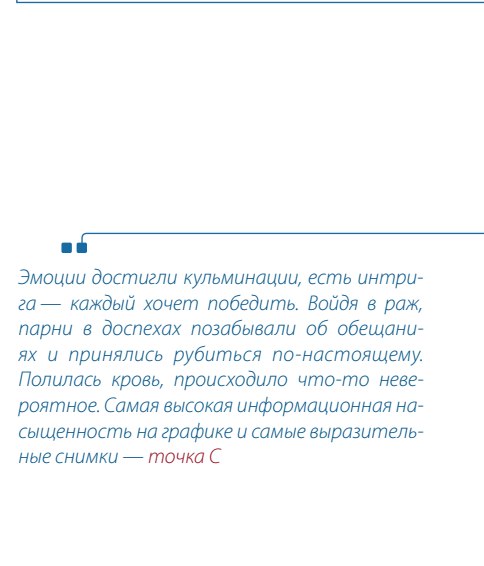 Эмоции достигли кульминации, есть интри-
га — каждый хочет победить. Войдя в раж,
парни в доспехах позабывали об обещани-
ях и принялись рубиться по-настоящему.
Полилась кровь, происходило что-то неве-
роятное. Самая высокая информационная на-
сыщенность на графике и самые выразитель-
ные снимки — точка С